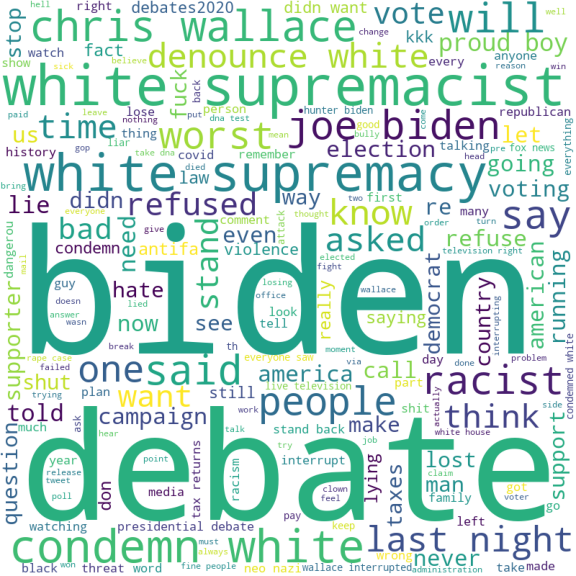 hell right debates2020 didn want kkk well
stop chris wallace vote will change
watch fact denounce white every anyone proud boy
show sick believe reason win
white supremacist
paid leave back fuck hunter biden republican
us time liar lose person put dna test good joe biden let
nothing thing worst bully come
history gop take dna covid remember mean election talking pre fox news everything
white supremacy head going
bring died law two first voting
lie didn refused way know re many say
everyone give comment thought order turn
dangerou bad need stand even attack asked refuse television right
condemn antifa violence elected fight wallace american
mail supporter guy hate really saying democrat country interrupting running
biden
doesn lied losing look office moment
answer wasn now see tell via day done problem
rape case break th everyone saw america call part racist condemned white
failed one said live television
trying shut want plan still people shit actually think side
told campaign work make white house support
question much ask hear talk stand back try job
don tax returns racism interrupt lying taxes lost claim
year point clown man got go
release media feel family voter
tweet poll pay left
debate
watching presidential debate keep
condemn white last night
must always wrong never
black won threat word fine people neo nazi wallace interrupted administration take made